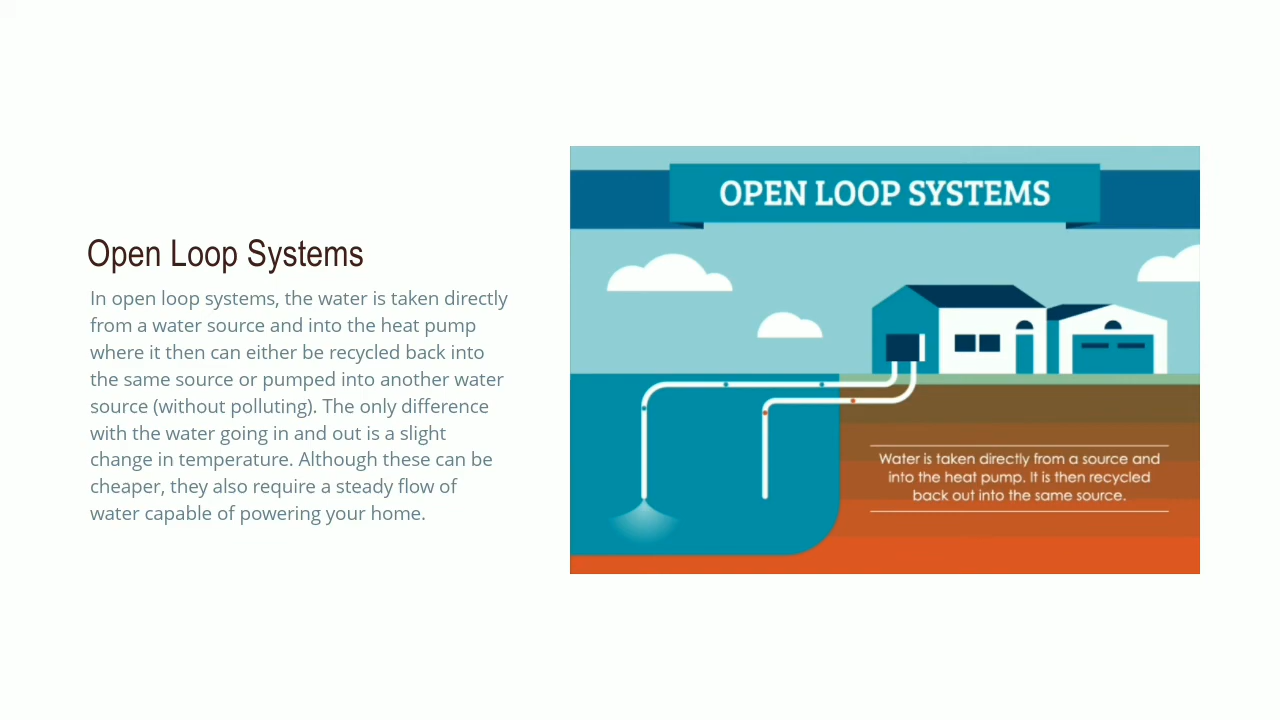 Open Loop Systems
In open loop systems, the water is taken directly
from a water source and into the heat pump
where it then can either be recycled back into
the same source or pumped into another water
source (without polluting). The only difference
with the water going in and out is a slight
change in temperature. Although these can be
cheaper, they also require a steady flow of
water capable of powering your home.
OPEN LOOP SYSTEMS
Water is taken directly from a source and
into the heat pump. It is then recycled
back out into the same source.